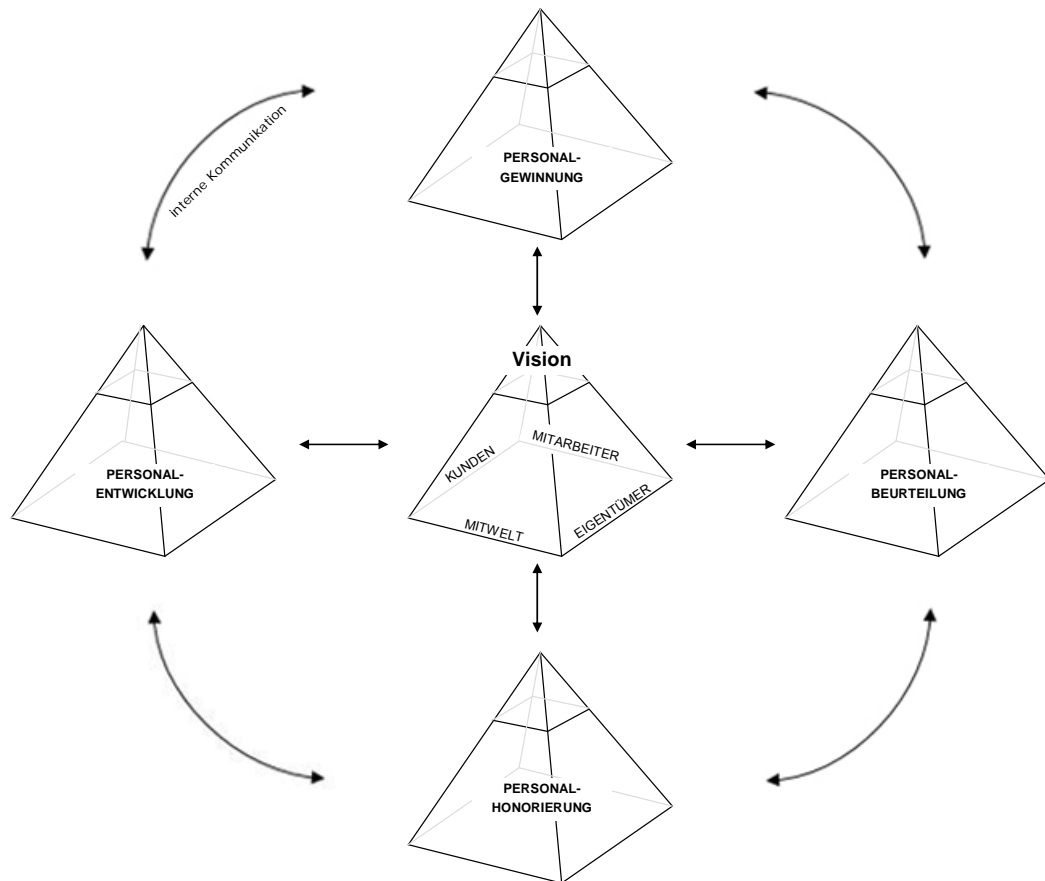 interne Kommunikation
PERSONAL-
GEWINNUNG
Vision
KUNDEN
MITARBEITER
MITWELT
EIGENTÜMER
PERSONAL-
ENTWICKLUNG
PERSONAL-
BEURTEILUNG
PERSONAL-
HONORIERUNG